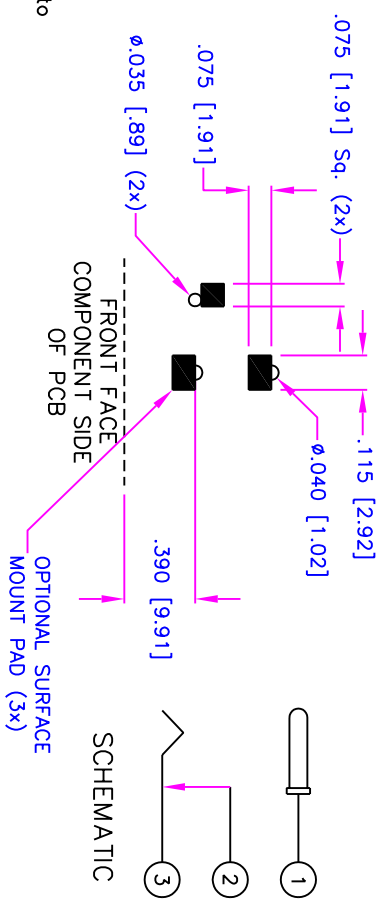 .075 [1.91] Sq. (2x)
.115 [2.92]
.075 [1.91]
ø.040 [1.02]
ø.035 [.89] (2x)
.390 [9.91]
FRONT FACE
COMPONENT SIDE
OF PCB
OPTIONAL SURFACE
MOUNT PAD (3x)
to
1
2
3
SCHEMATIC